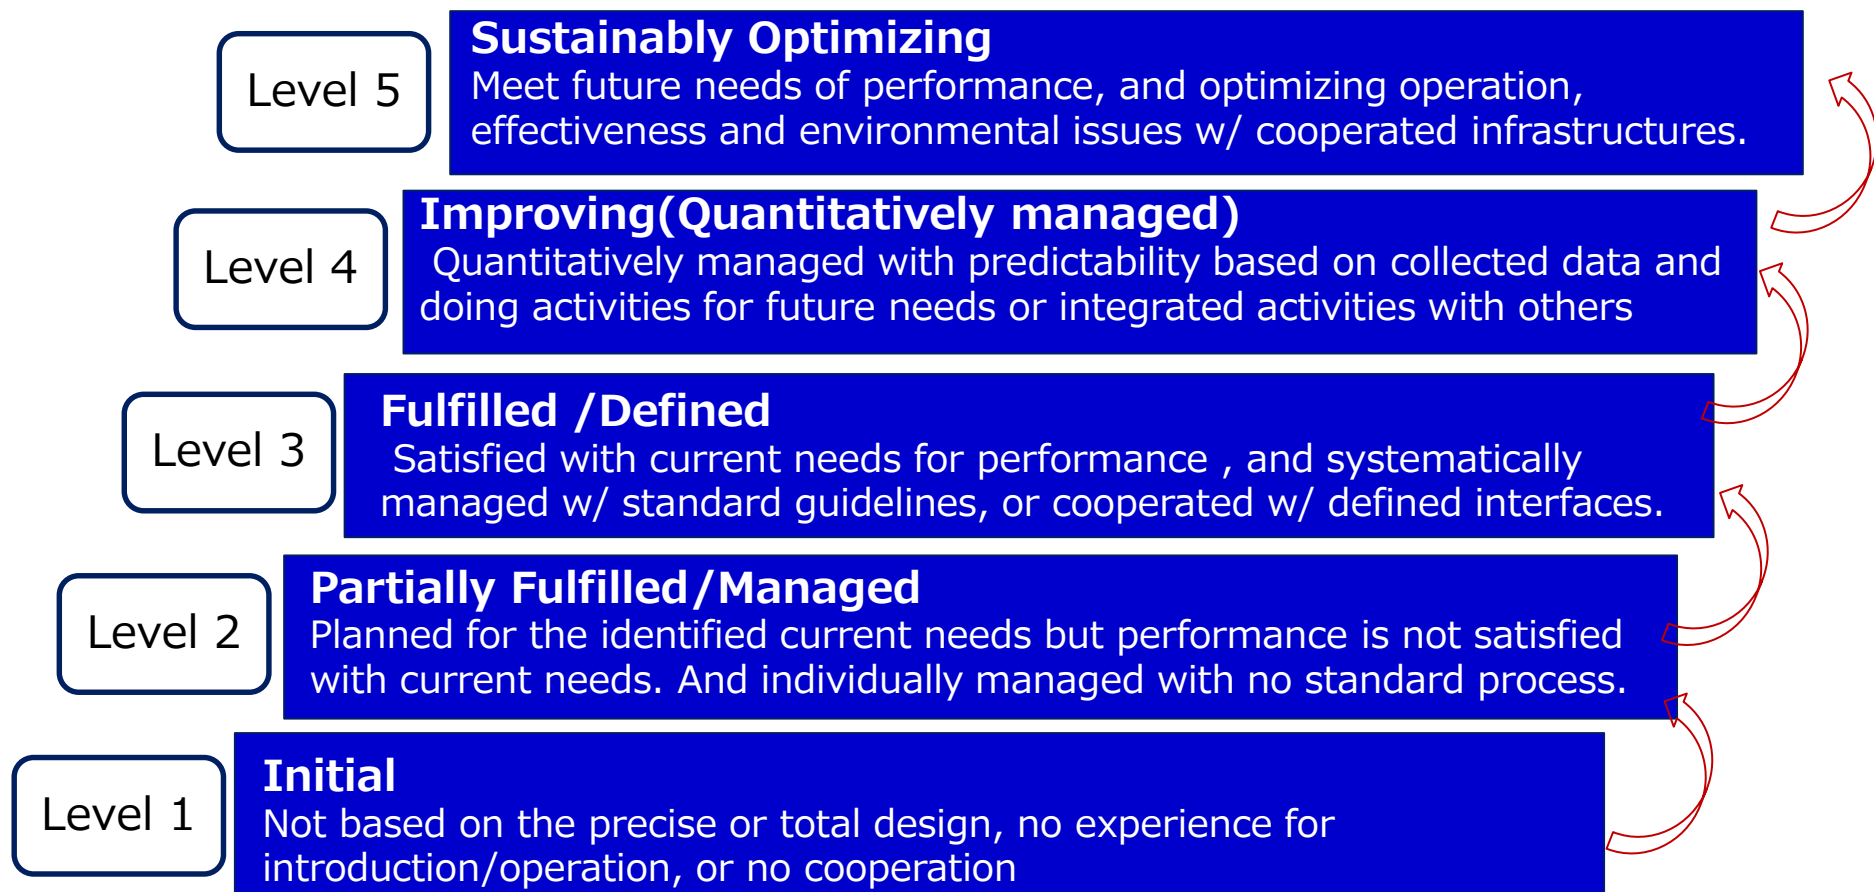 Level 5
Sustainably Optimizing
Meet future needs of performance, and optimizing operation,
effectiveness and environmental issues w/ cooperated infrastructures.
Level 4
Improving(Quantitatively managed)
Quantitatively managed with predictability based on collected data and
doing activities for future needs or integrated activities with others
Level 3
Fulfilled /Defined
Satisfied with current needs for performance , and systematically
managed w/ standard guidelines, or cooperated w/ defined interfaces.
Level 2
Partially Fulfilled/Managed
Planned for the identified current needs but performance is not satisfied
with current needs. And individually managed with no standard process.
Level 1
Initial
Not based on the precise or total design, no experience for
introduction/operation, or no cooperation